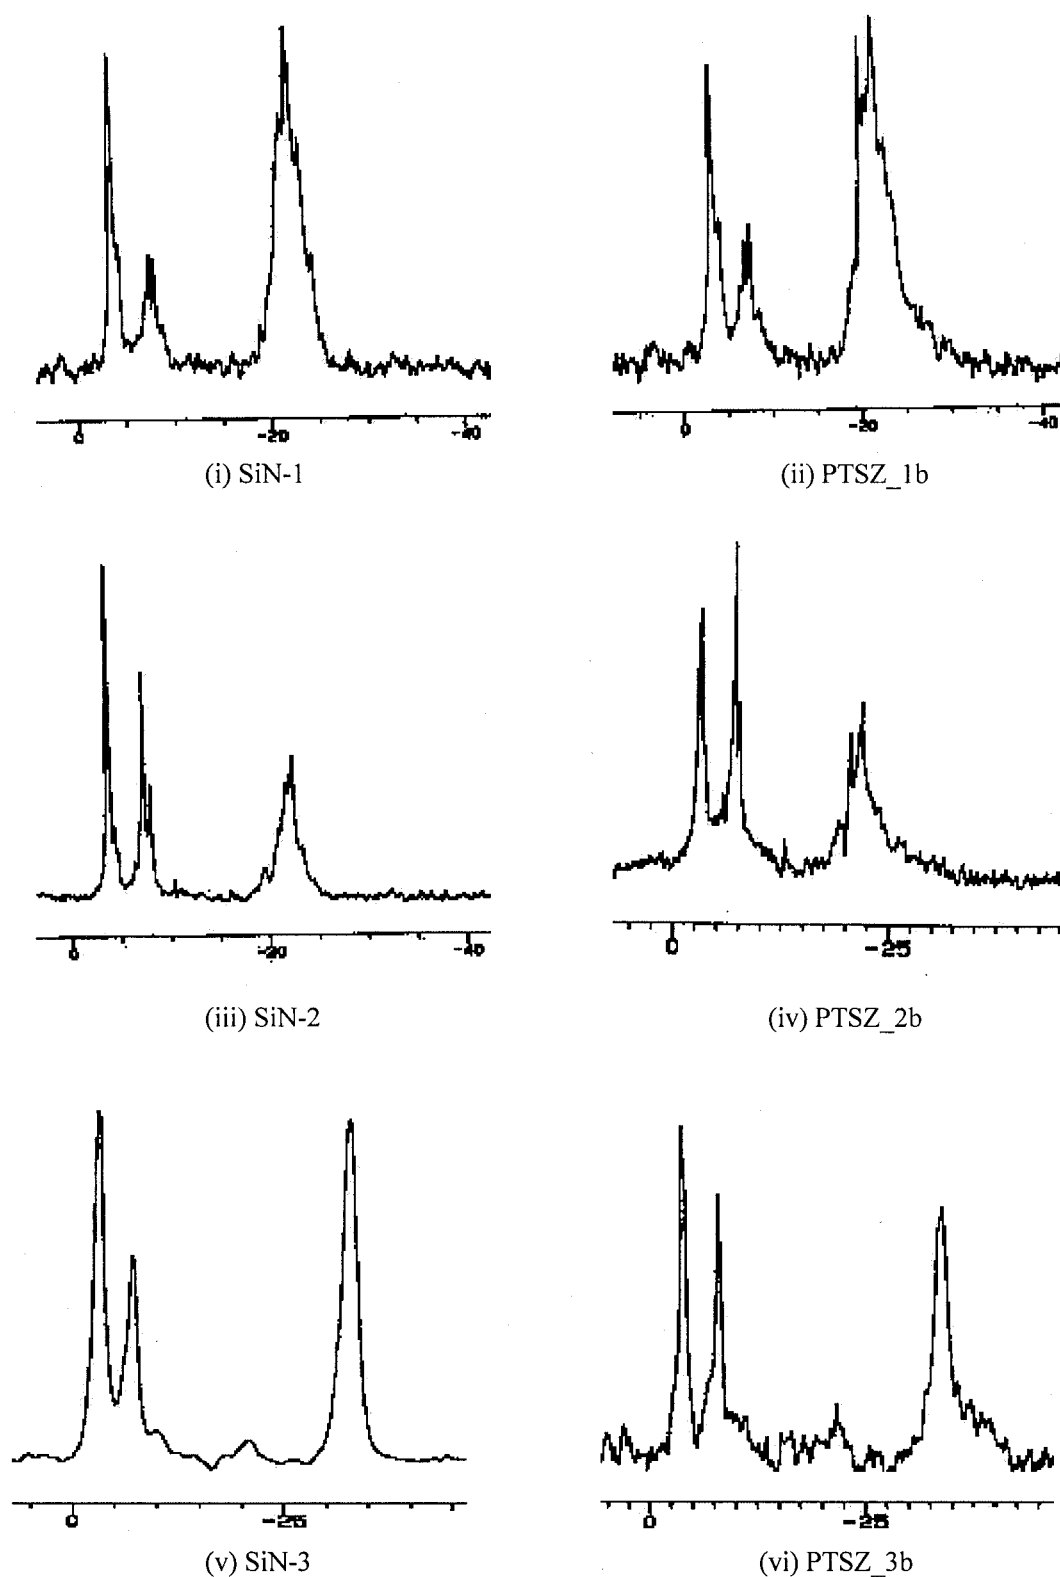 0 -20 -40
0 -20 -40
(i) SiN-1
(ii) PTSZ_1b
0 -20 -40
0 -25
(iii) SiN-2
(iv) PTSZ_2b
0 -25
0 -25
(v) SiN-3
(vi) PTSZ_3b